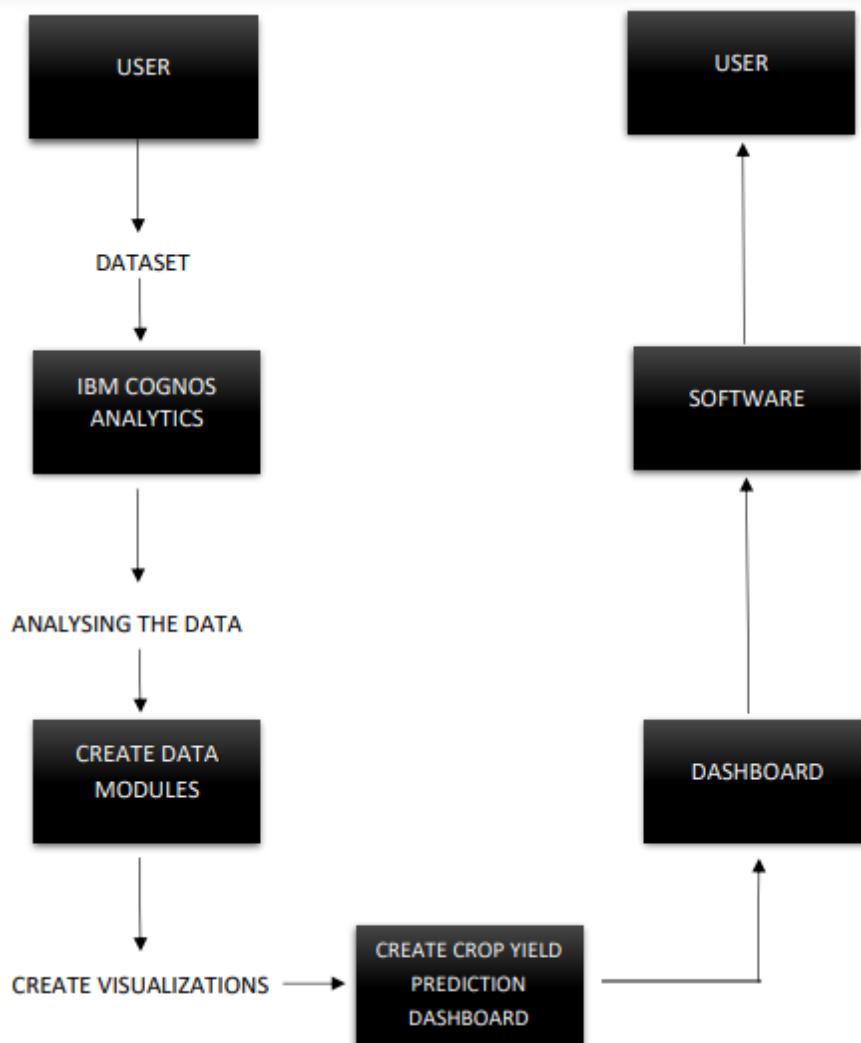 USER
DATASET
IBM COGNOS
ANALYTICS
ANALYSING THE DATA
CREATE DATA
MODULES
CREATE VISUALIZATIONS
CREATE CROP YIELD
PREDICTION
DASHBOARD
DASHBOARD
SOFTWARE
USER